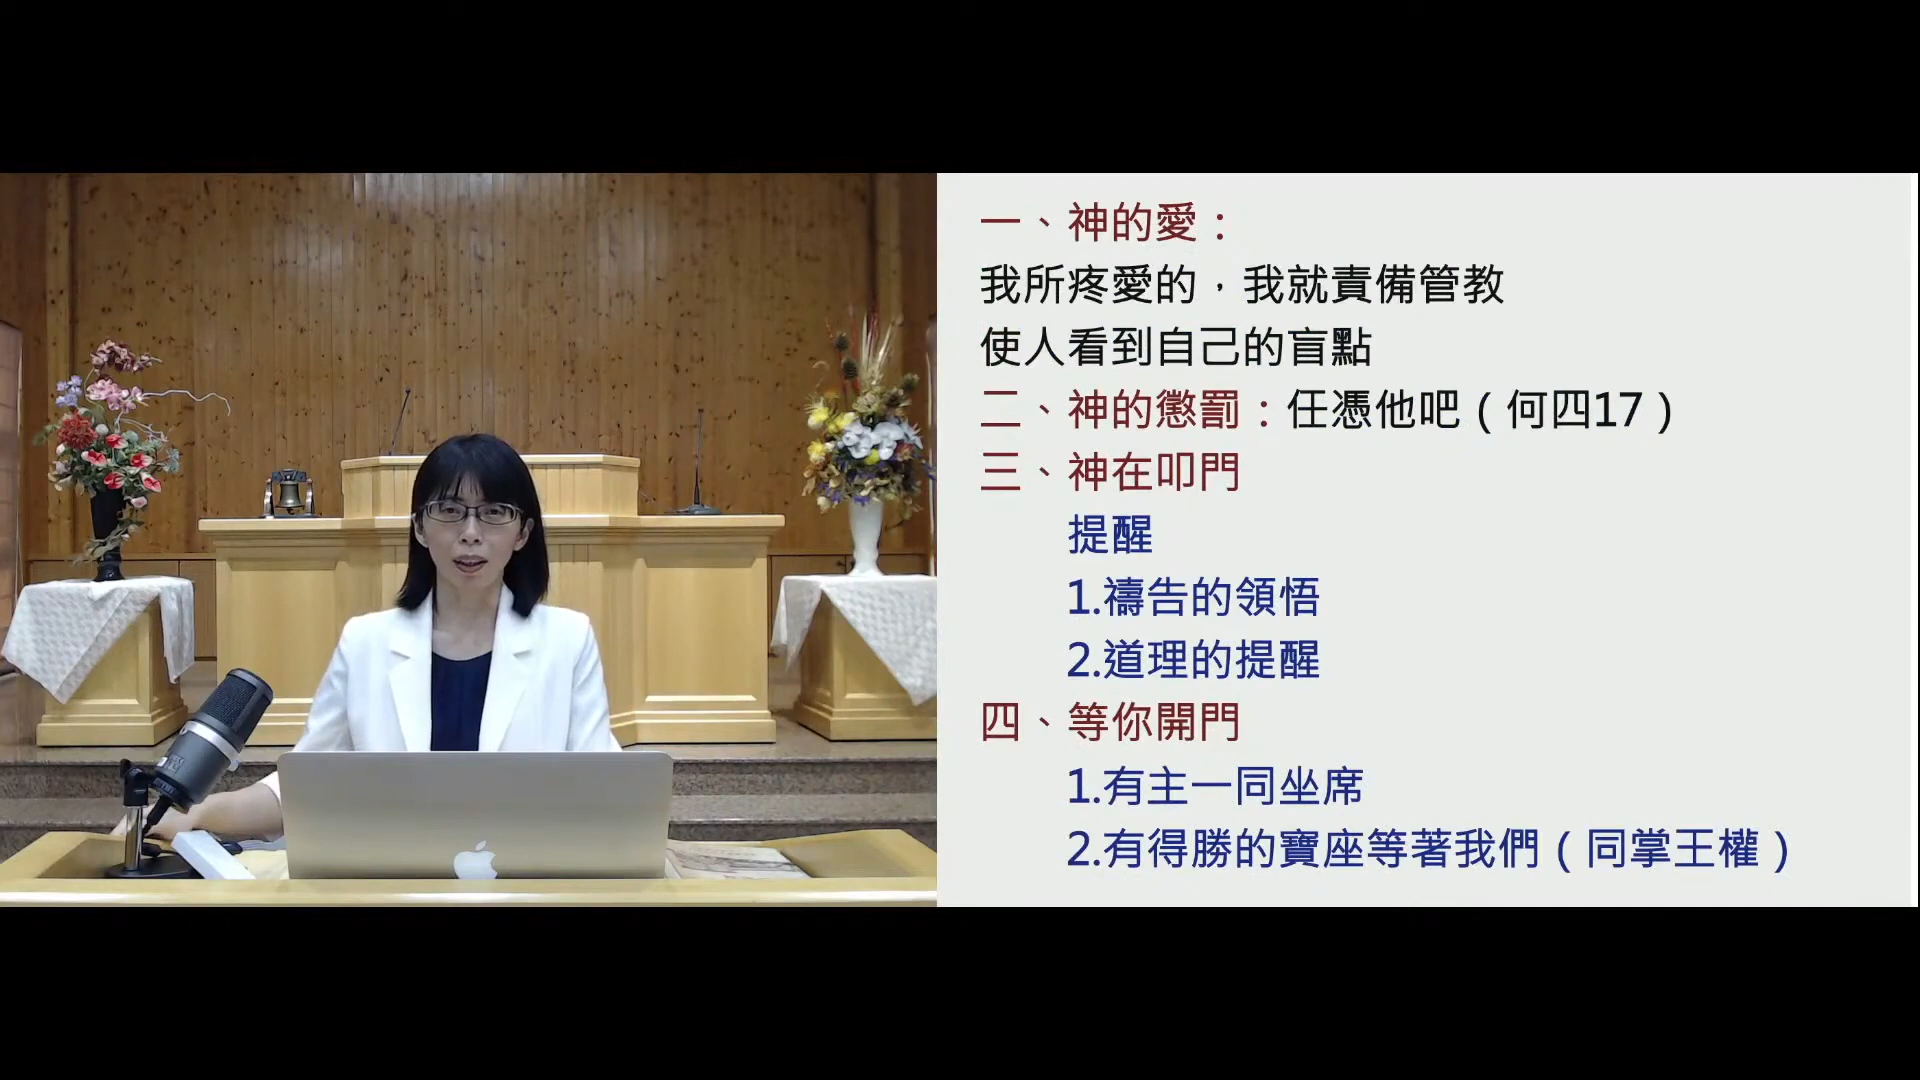 一、神的愛：
我所疼愛的，我就責備管教
使人看到自己的盲點
二、神的懲罰：任憑他吧（何四17）
三、神在叩門
提醒
1.禱告的領悟
2.道理的提醒
四、等你開門
1.有主一同坐席
2.有得勝的寶座等著我們（同掌王權）